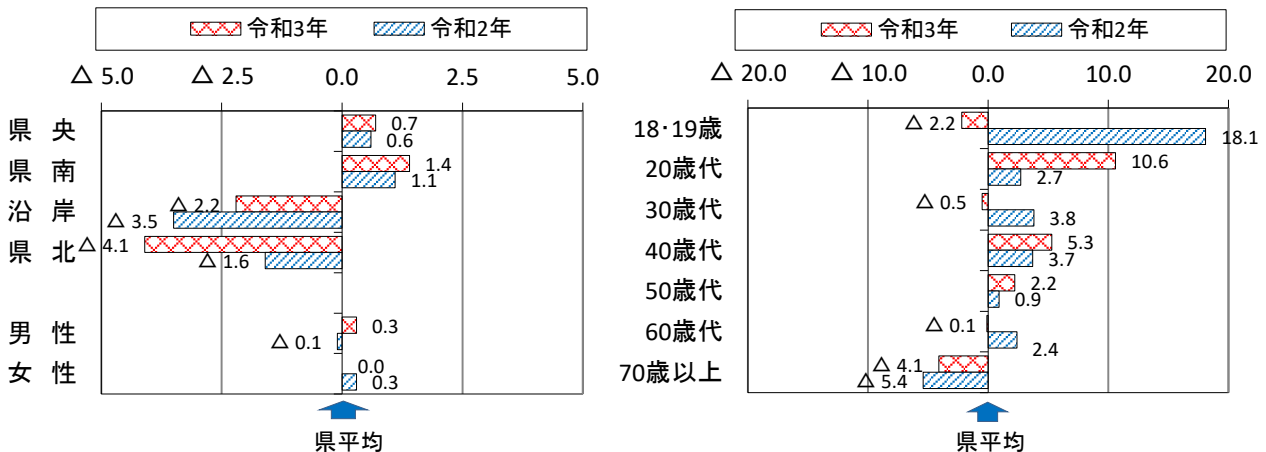 令和3年 令和2年
△ 5.0 △ 2.5 0.0 2.5 5.0
県 央 0.7
0.6
県 南 1.4
1.1
沿 岸 △ 2.2
△ 3.5
県 北 △ 4.1
△ 1.6
男 性 0.3
△ 0.1
女 性 0.0
0.3
県平均
令和3年 令和2年
△ 20.0 △ 10.0 0.0 10.0 20.0
18・19歳 △ 2.2
18.1
20歳代 10.6
2.7
30歳代 △ 0.5
3.8
40歳代 5.3
3.7
50歳代 2.2
0.9
60歳代 △ 0.1
2.4
70歳以上 △ 4.1
△ 5.4
県平均